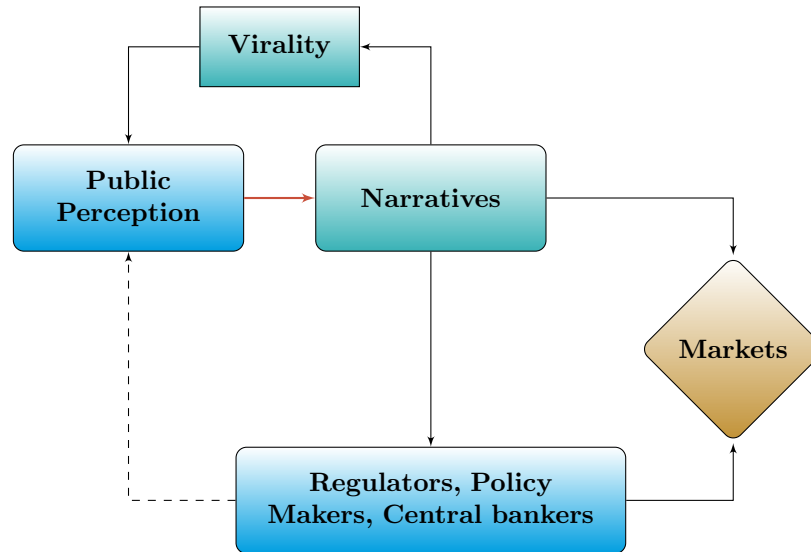 Virality
Public
Perception
Narratives
Markets
Regulators, Policy
Makers, Central bankers